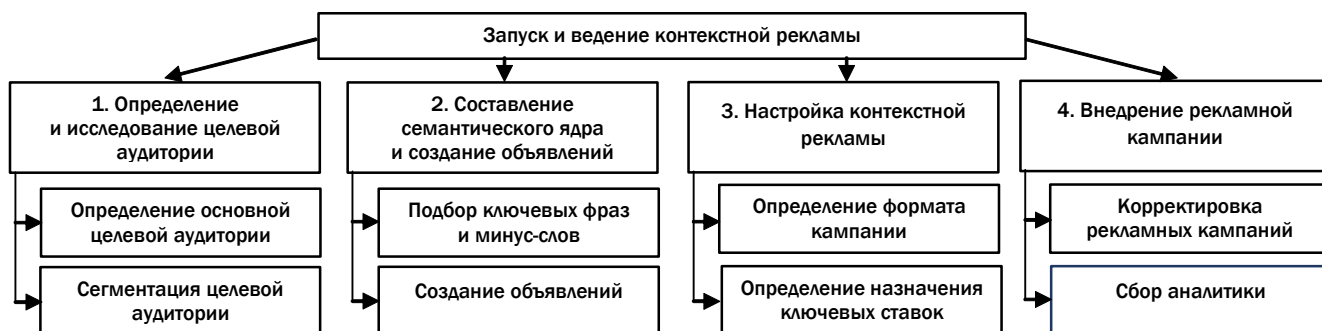 Запуск и ведение контекстной рекламы
1. Определение
и исследование целевой
аудитории
2. Составление
семантического ядра
и создание объявлений
3. Настройка контекстной
рекламы
4. Внедрение рекламной
кампании
Определение основной
целевой аудитории
Подбор ключевых фраз
и минус-слов
Определение формата
кампании
Корректировка
рекламных кампаний
Сегментация целевой
аудитории
Создание объявлений
Определение назначения
ключевых ставок
Сбор аналитики